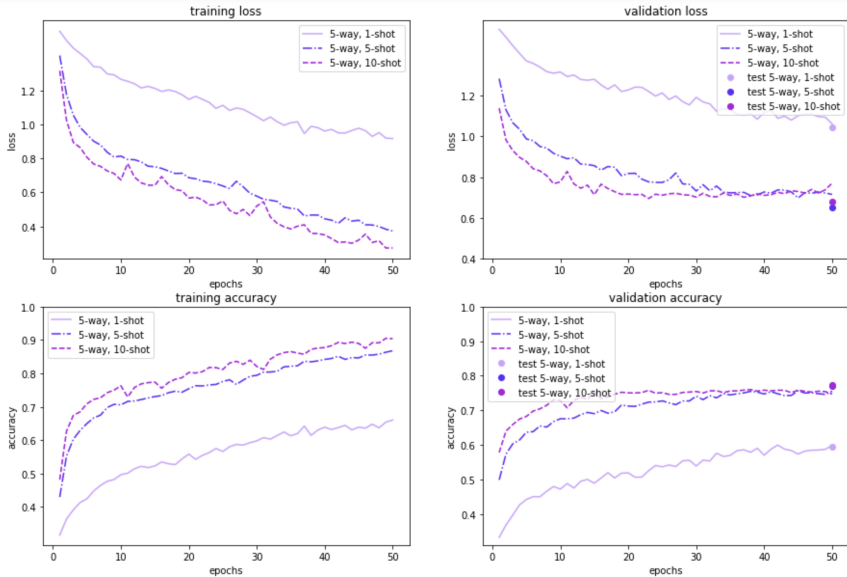 training loss
5-way, 1-shot
5-way, 5-shot
5-way, 10-shot
loss
1.2
1.0
0.8
0.6
0.4
0 10 20 30 40 50
epochs
validation loss
5-way, 1-shot
5-way, 5-shot
5-way, 10-shot
test 5-way, 1-shot
test 5-way, 5-shot
test 5-way, 10-shot
loss
1.2
1.0
0.8
0.6
0.4
0 10 20 30 40 50
epochs
training accuracy
5-way, 1-shot
5-way, 5-shot
5-way, 10-shot
accuracy
1.0
0.9
0.8
0.7
0.6
0.5
0.4
0 10 20 30 40 50
epochs
validation accuracy
5-way, 1-shot
5-way, 5-shot
5-way, 10-shot
test 5-way, 1-shot
test 5-way, 5-shot
test 5-way, 10-shot
accuracy
1.0
0.9
0.8
0.7
0.6
0.5
0.4
0 10 20 30 40 50
epochs